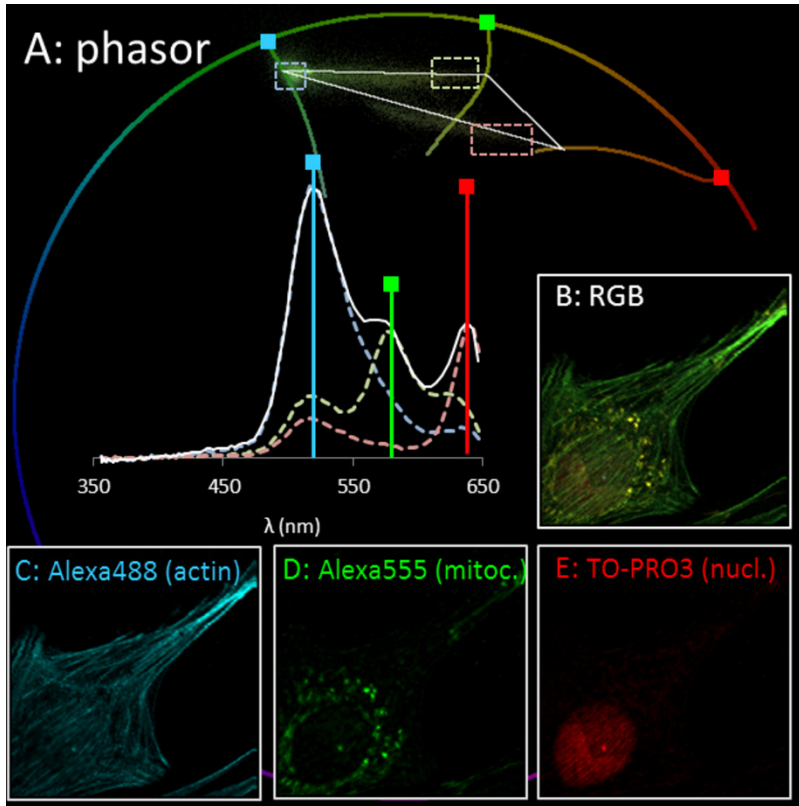 A: phasor
B: RGB
350
450
550
650
λ (nm)
C: Alexa488 (actin)
D: Alexa555 (mitoc.)
E: TO-PRO3 (nucl.)